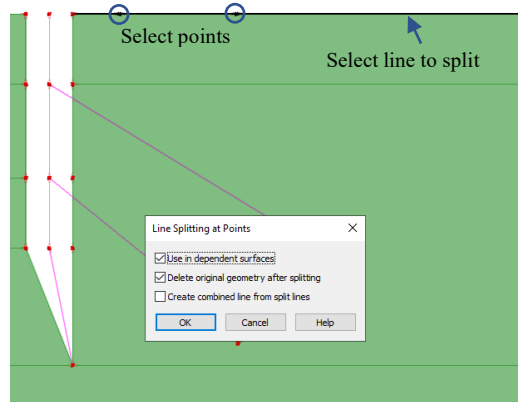 Select points
Select line to split
Line Splitting at Points
Use in dependent surfaces
Delete original geometry after splitting
Create combined line from split lines
OK Cancel Help